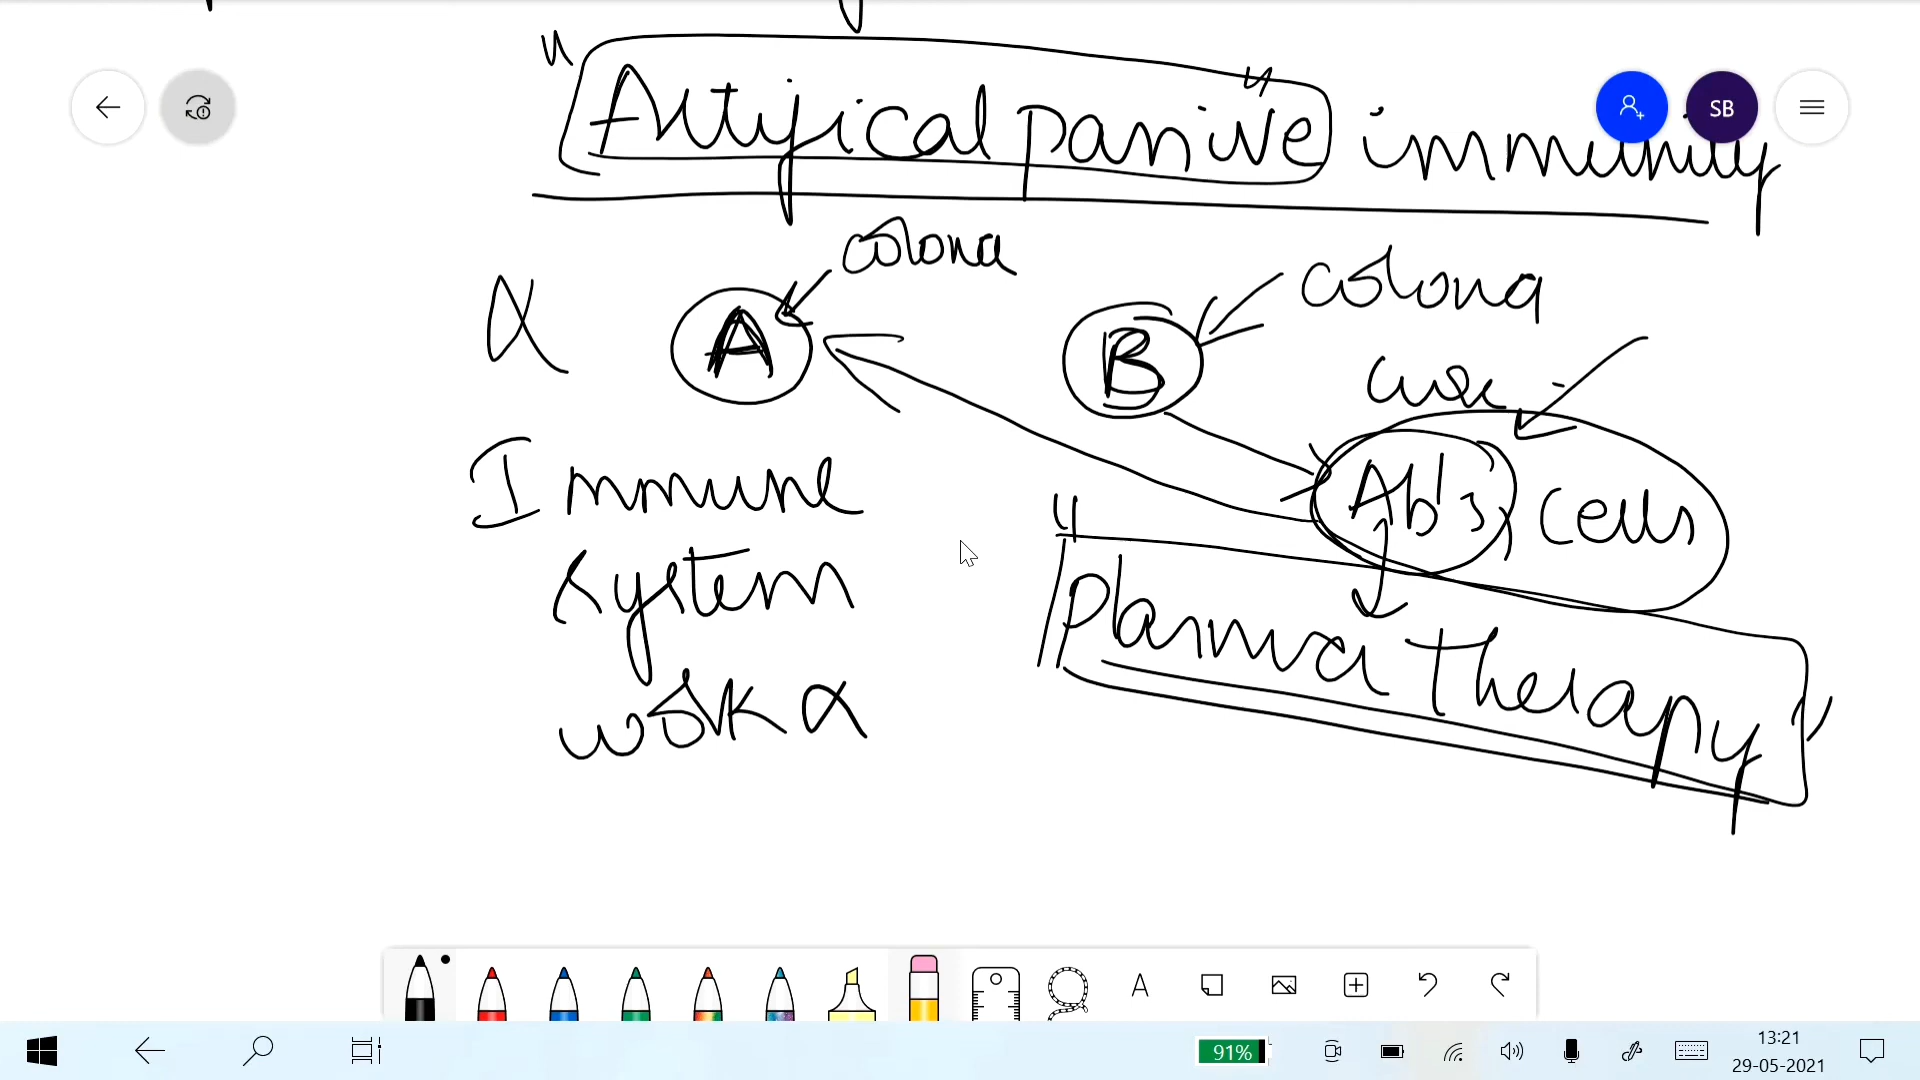 "Artifical passive" immunity
SB
corona
corona
A
B
cure
Immune
Ab's, cells
system
"plasma therapy"
work
A
91%
13:21
29-05-2021